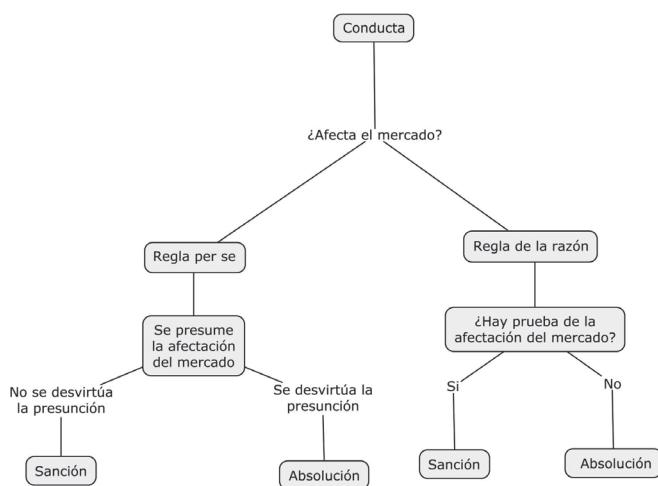 Conducta
¿Afecta el mercado?
Regla per se
Regla de la razón
Se presume
la afectación
del mercado
¿Hay prueba de la
afectación del mercado?
No se desvirtúa
la presunción
Se desvirtúa la
presunción
Si
No
Sanción
Absolución
Sanción
Absolución